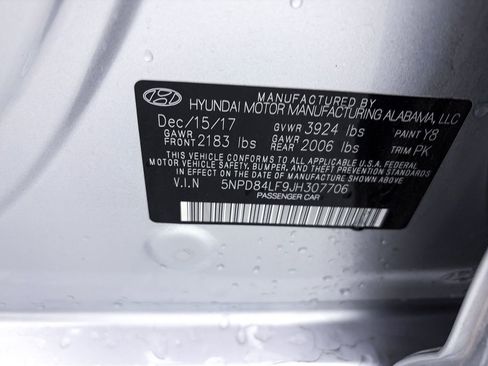 MANUFACTURED BY
HYUNDAI MOTOR MANUFACTURING ALABAMA, LLC
Dec/15/17 GVWR 3924 lbs PAINT Y8
GAWR FRONT 2183 lbs GAWR REAR 2006 lbs TRIM PK
THIS VEHICLE CONFORMS TO ALL APPLICABLE U.S.A. FEDERAL
MOTOR VEHICLE SAFETY, BUMPER, AND THEFT PREVENTION STANDARDS
IN EFFECT ON THE DATE OF MANUFACTURE SHOWN ABOVE.
V.I.N 5NPD84LF9JH307706
PASSENGER CAR